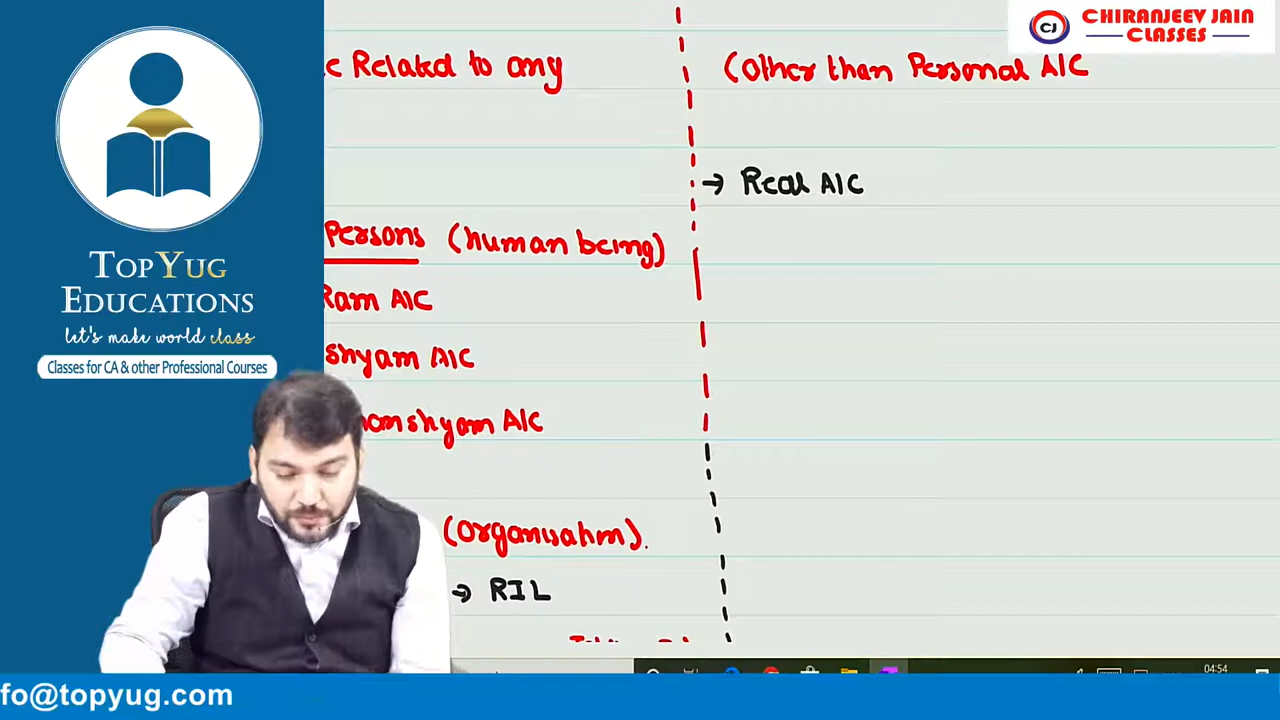 CHIRANJEEV JAIN
CLASSES
CJ
Related to any
(Other than Personal A/C
→ Real A/C
Persons (human being)
Ram A/C
shyam A/C
A/C
(Organisation).
→ RIL
TOPYUG
EDUCATIONS
let's make world class
Classes for CA & other Professional Courses
04:54
fo@topyug.com